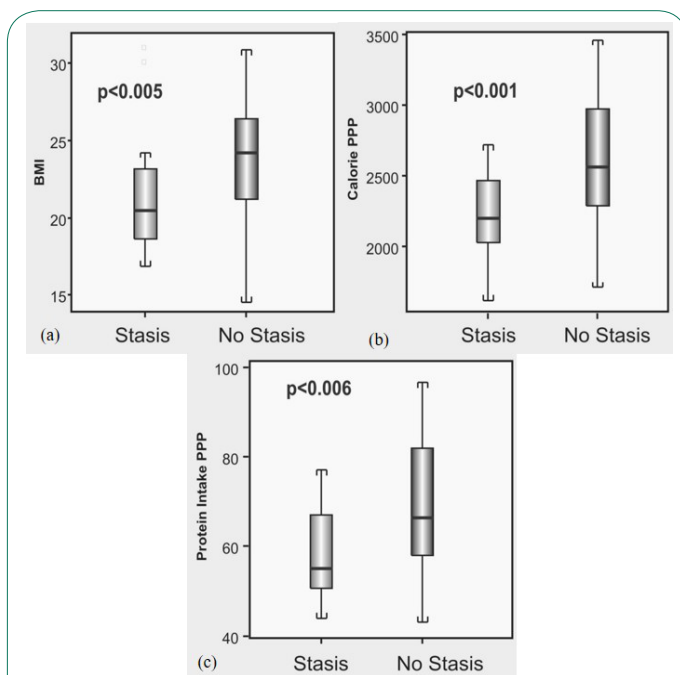 30
p<0.005
25
BMI
20
15
(a)
Stasis
No Stasis
3500
3000
p<0.001
Calorie PPP
2500
2000
(b)
Stasis
No Stasis
100
p<0.006
80
Protein Intake PPP
60
40
(c)
Stasis
No Stasis